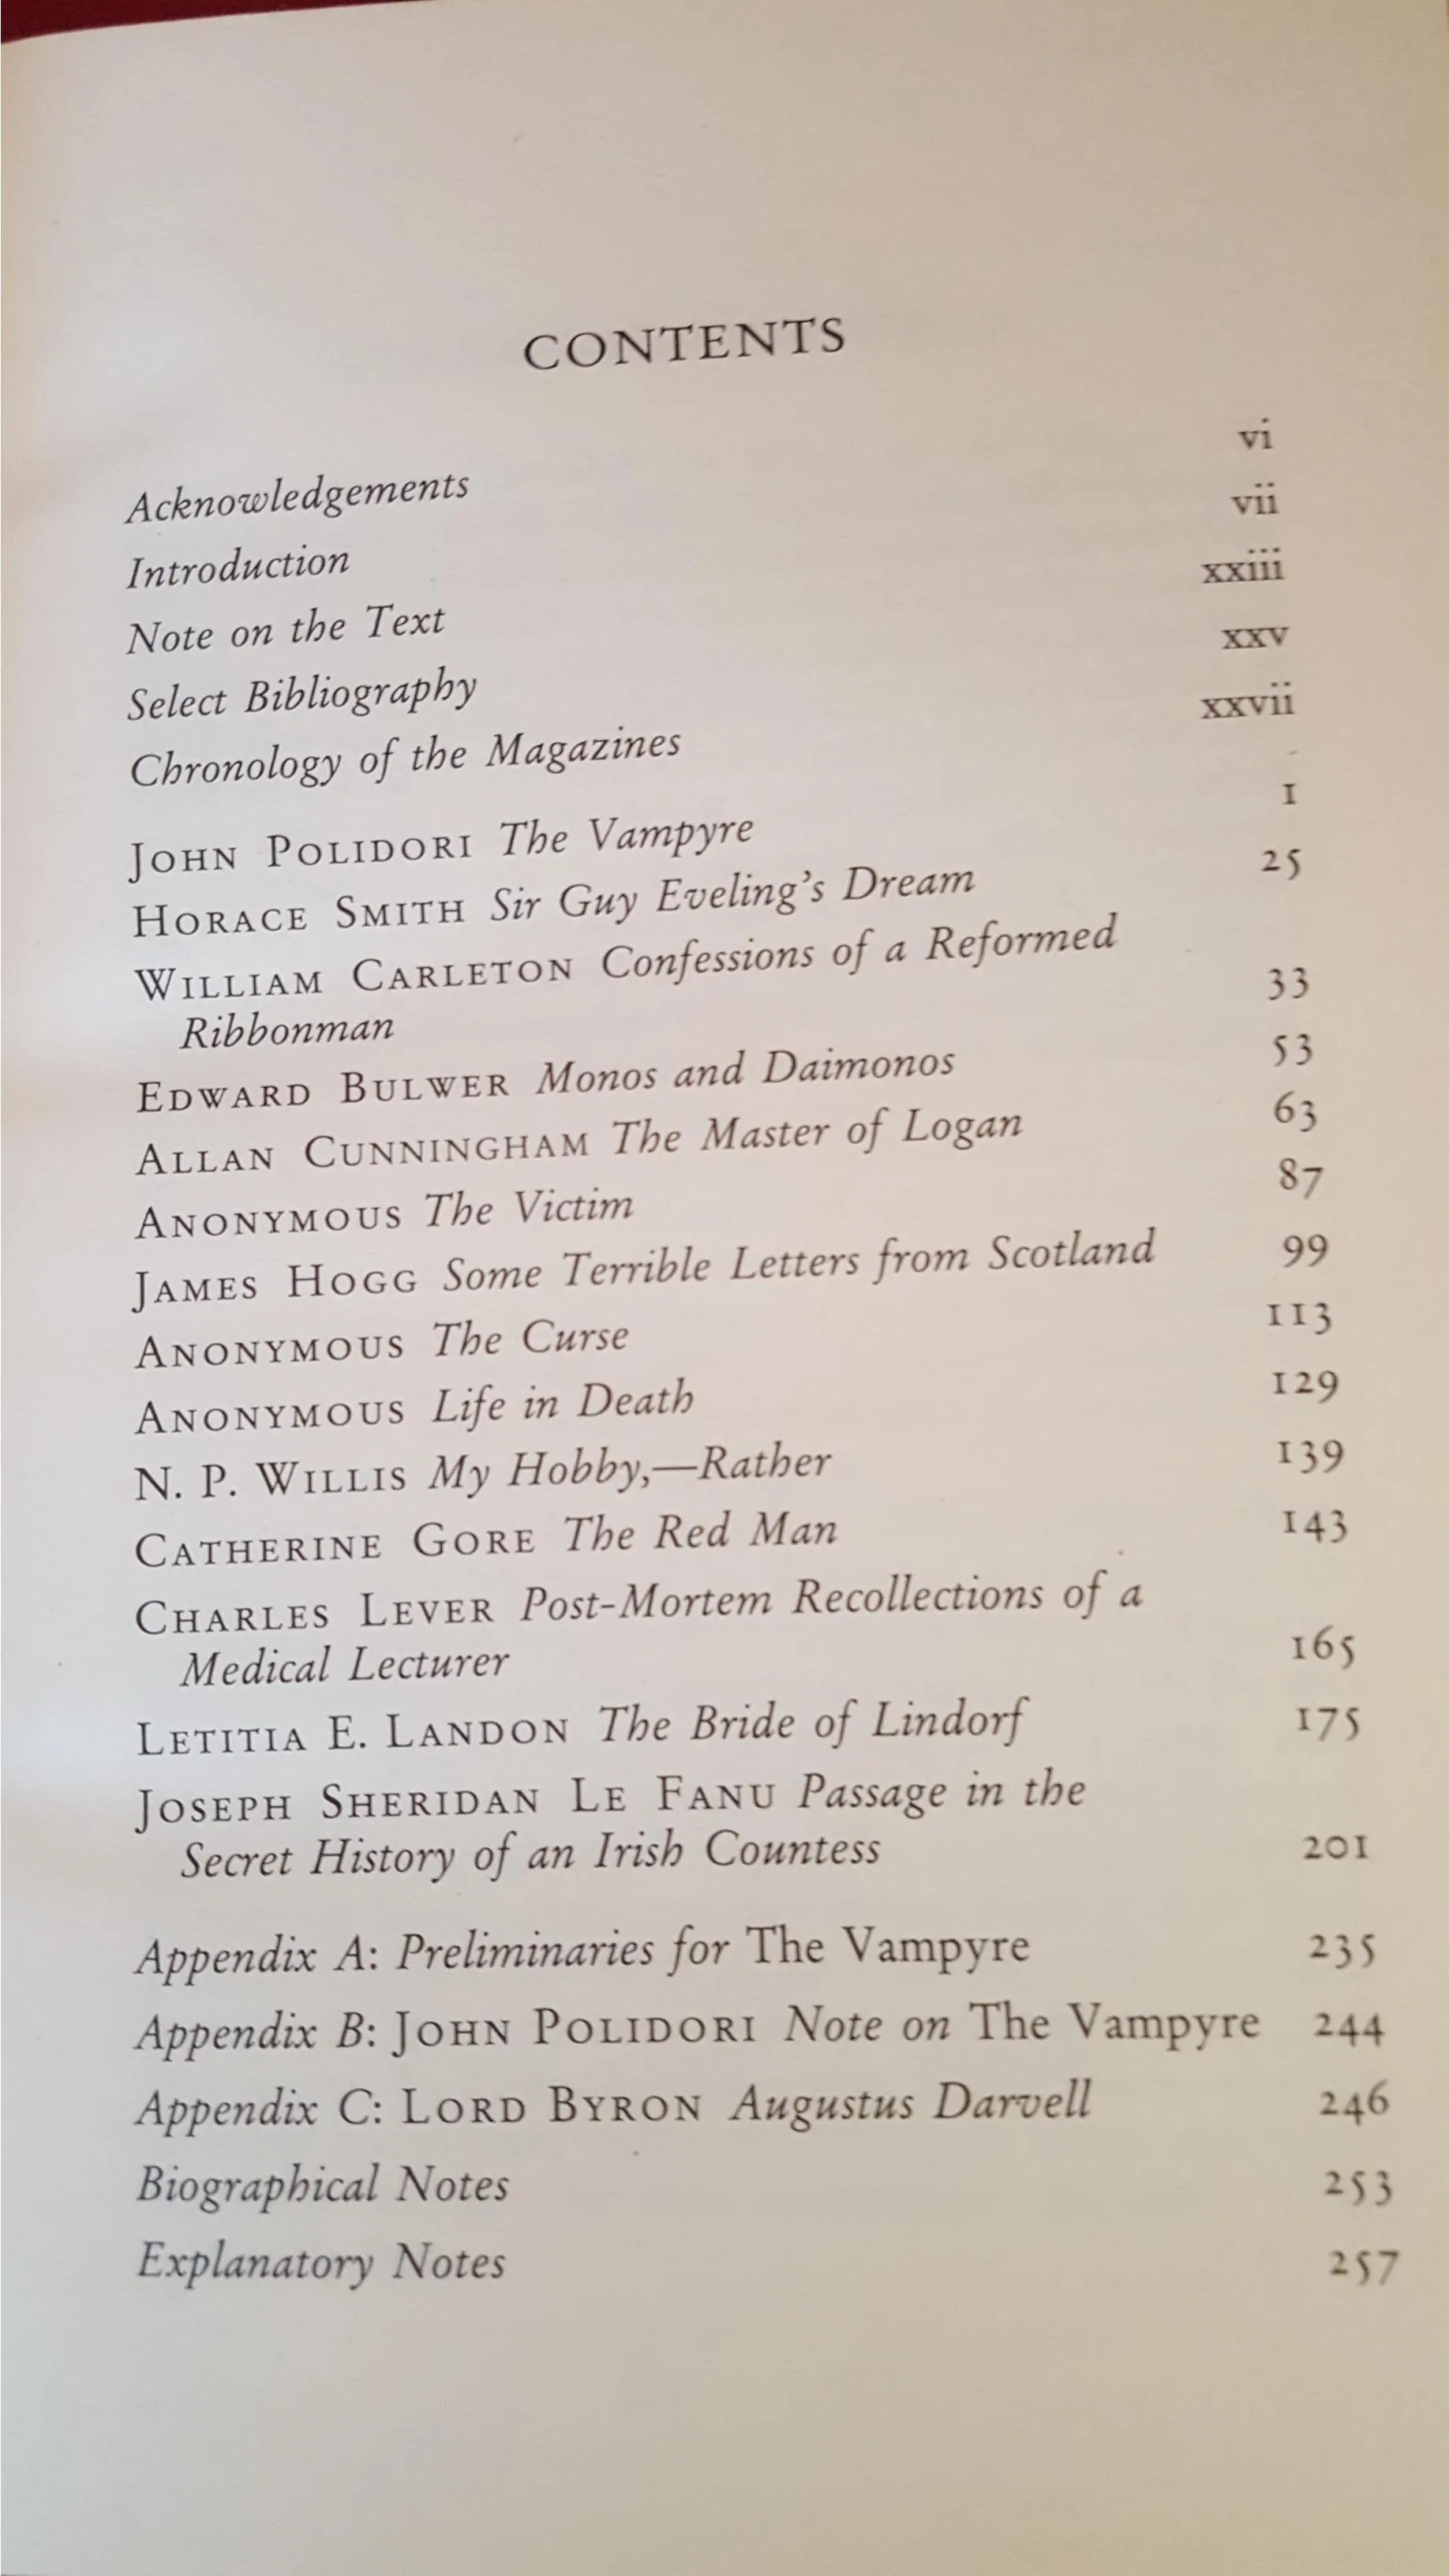 CONTENTS
Acknowledgements vi
Introduction vii
Note on the Text xxiii
Select Bibliography xxv
Chronology of the Magazines xxvii
JOHN POLIDORI The Vampyre 1
HORACE SMITH Sir Guy Eveling's Dream 25
WILLIAM CARLETON Confessions of a Reformed
Ribbonman 33
EDWARD BULWER Monos and Daimonos 53
ALLAN CUNNINGHAM The Master of Logan 63
ANONYMOUS The Victim 87
JAMES HOGG Some Terrible Letters from Scotland 99
ANONYMOUS The Curse 113
ANONYMOUS Life in Death 129
N. P. WILLIS My Hobby,—Rather 139
CATHERINE GORE The Red Man 143
CHARLES LEVER Post-Mortem Recollections of a
Medical Lecturer 165
LETITIA E. LANDON The Bride of Lindorf 175
JOSEPH SHERIDAN LE FANU Passage in the
Secret History of an Irish Countess 201
Appendix A: Preliminaries for The Vampyre 235
Appendix B: JOHN POLIDORI Note on The Vampyre 244
Appendix C: LORD BYRON Augustus Darvell 246
Biographical Notes 253
Explanatory Notes 257